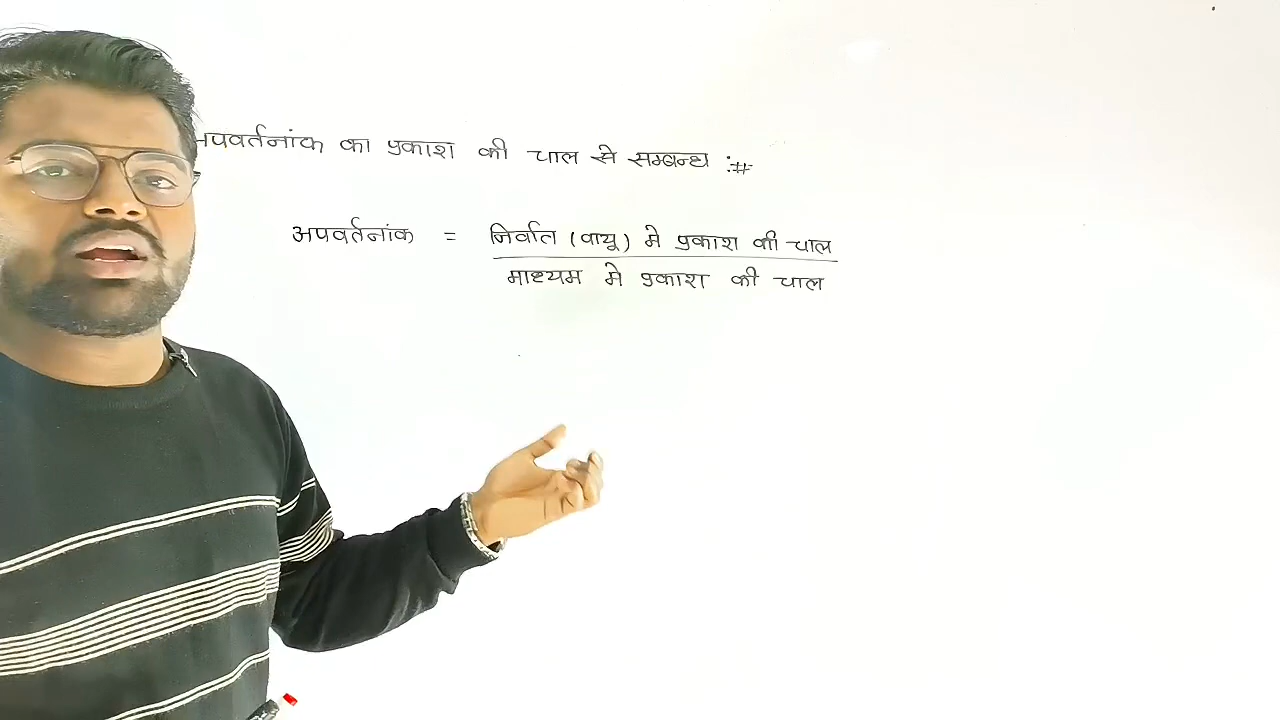 अपवर्तनांक का प्रकाश की चाल से सम्बन्ध :#
अपवर्तनांक = निर्वात (वायू) मे प्रकाश की चाल
माध्यम मे प्रकाश की चाल